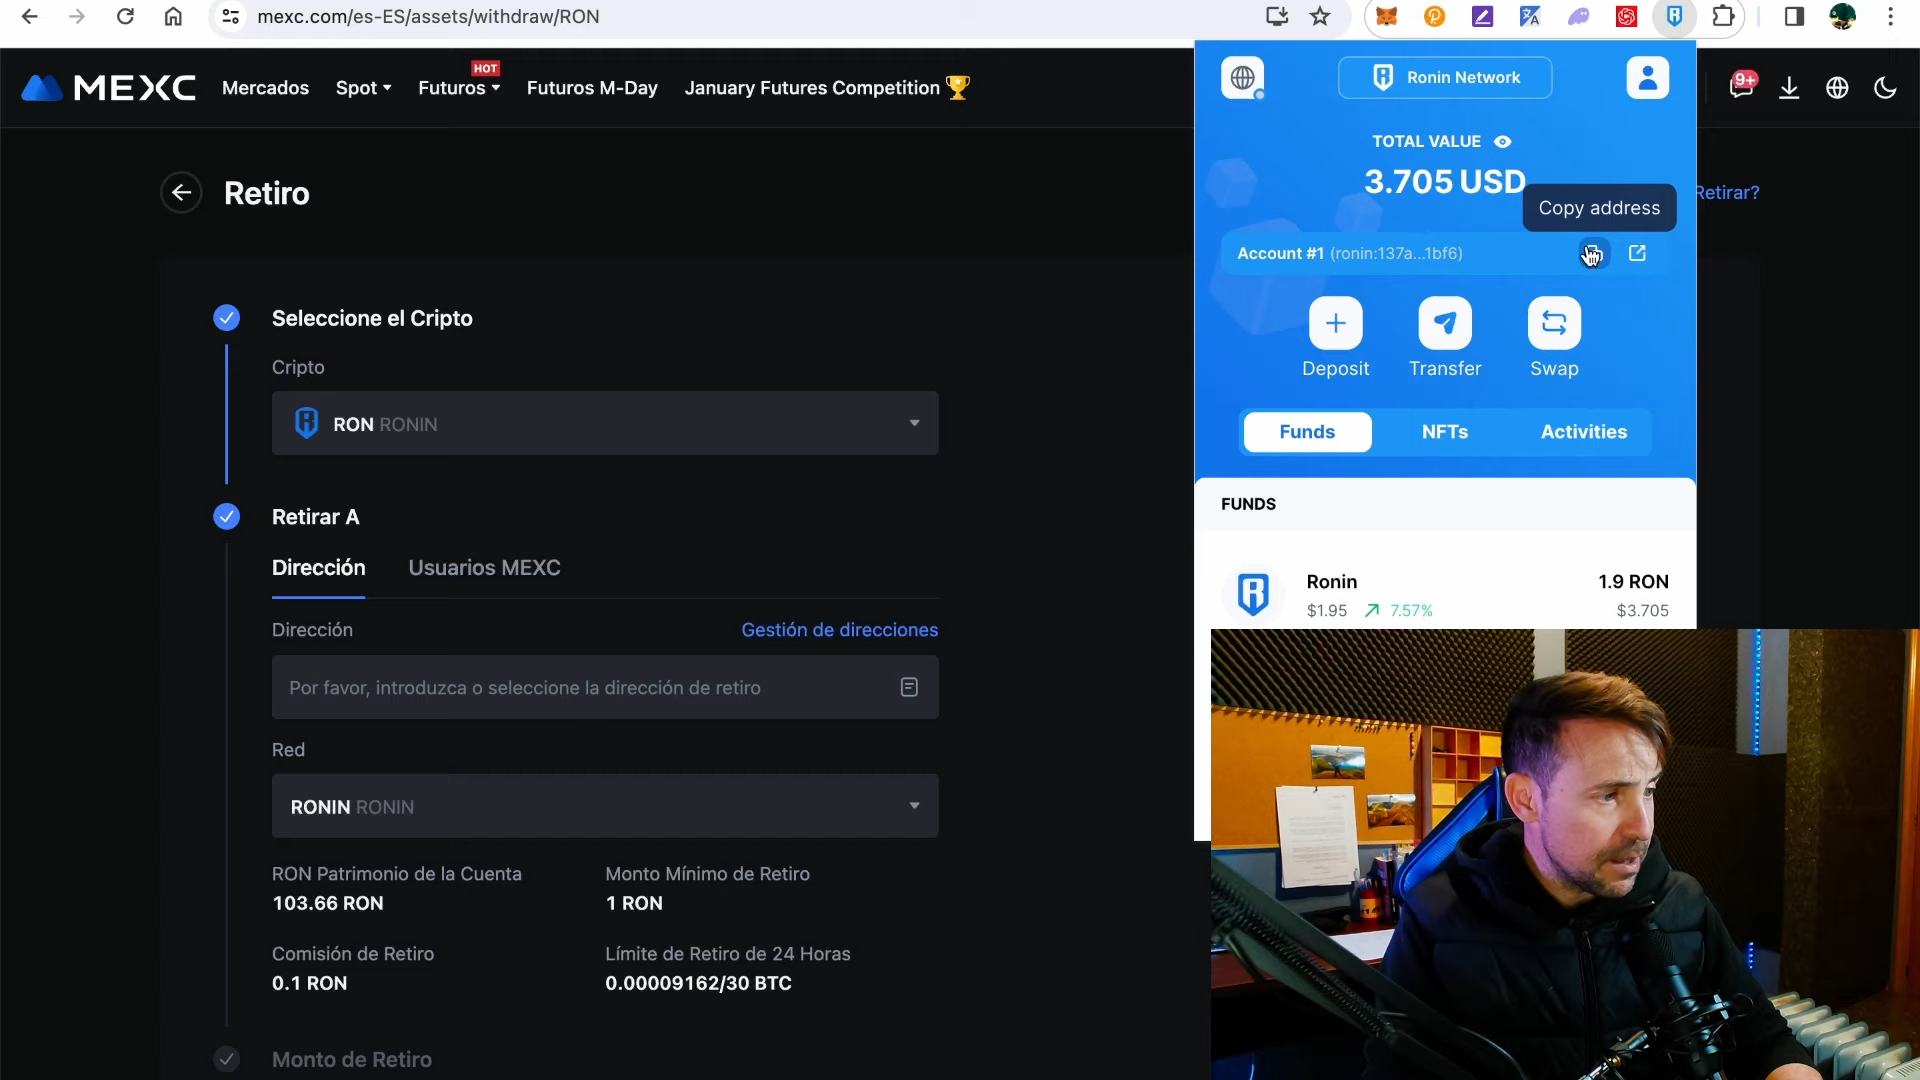 mexc.com/es-ES/assets/withdraw/RON
MEXC
Mercados
Spot
Futuros
HOT
Futuros M-Day
January Futures Competition
9+
Retiro
Retirar?
Seleccione el Cripto
Cripto
RON RONIN
Retirar A
Dirección
Usuarios MEXC
Dirección
Gestión de direcciones
Por favor, introduzca o seleccione la dirección de retiro
Red
RONIN RONIN
RON Patrimonio de la Cuenta
103.66 RON
Monto Mínimo de Retiro
1 RON
Comisión de Retiro
0.1 RON
Límite de Retiro de 24 Horas
0.00009162/30 BTC
Monto de Retiro
Ronin Network
TOTAL VALUE
3.705 USD
Copy address
Account #1 (ronin:137a...1bf6)
Deposit
Transfer
Swap
Funds
NFTs
Activities
FUNDS
Ronin
1.9 RON
$1.95
7.57%
$3.705